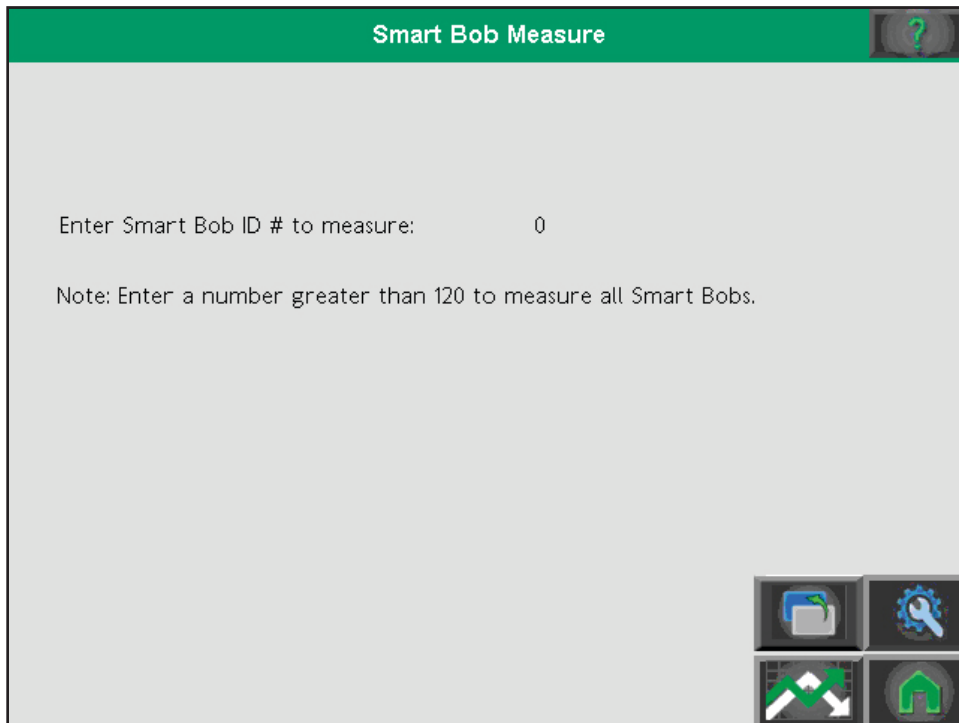 Smart Bob Measure
?
Enter Smart Bob ID # to measure: 0
Note: Enter a number greater than 120 to measure all Smart Bobs.